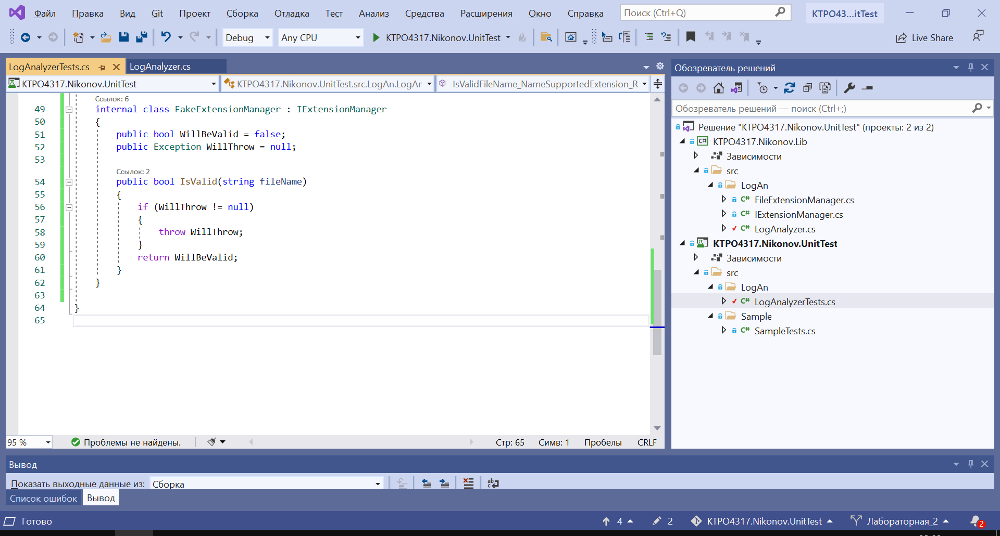 Файл Правка Вид Git Проект Сборка Отладка Тест Анализ Средства Расширения Окно Справка Поиск (Ctrl+Q) КТРО43...itTest
Debug Any CPU KTPO4317.Nikonov.UnitTest Live Share
LogAnalyzerTests.cs LogAnalyzer.cs
KTPO4317.Nikonov.UnitTest KTPO4317.Nikonov.UnitTest.src.LogAn.LogAr IsValidFileName_NameSupportedExtension_R
Ссылок: 6
49 internal class FakeExtensionManager : IExtensionManager
50 {
51 public bool WillBeValid = false;
52 public Exception WillThrow = null;
53
Ссылок: 2
54 public bool IsValid(string fileName)
55 {
56 if (WillThrow != null)
57 {
58 throw WillThrow;
59 }
60 return WillBeValid;
61 }
62 }
63
64 }
65
95 % Проблемы не найдены. Стр: 65 Симв: 1 Пробелы CRLF
Обозреватель решений
Обозреватель решений — поиск (Ctrl+;)
Решение "KTPO4317.Nikonov.UnitTest" (проекты: 2 из 2)
C# KTPO4317.Nikonov.Lib
Зависимости
src
LogAn
C# FileExtensionManager.cs
C# IExtensionManager.cs
C# LogAnalyzer.cs
KTPO4317.Nikonov.UnitTest
Зависимости
src
LogAn
C# LogAnalyzerTests.cs
Sample
C# SampleTests.cs
Вывод
Показать выходные данные из: Сборка
Список ошибок Вывод
Готово 4 2 KTPO4317.Nikonov.UnitTest Лабораторная_2 2